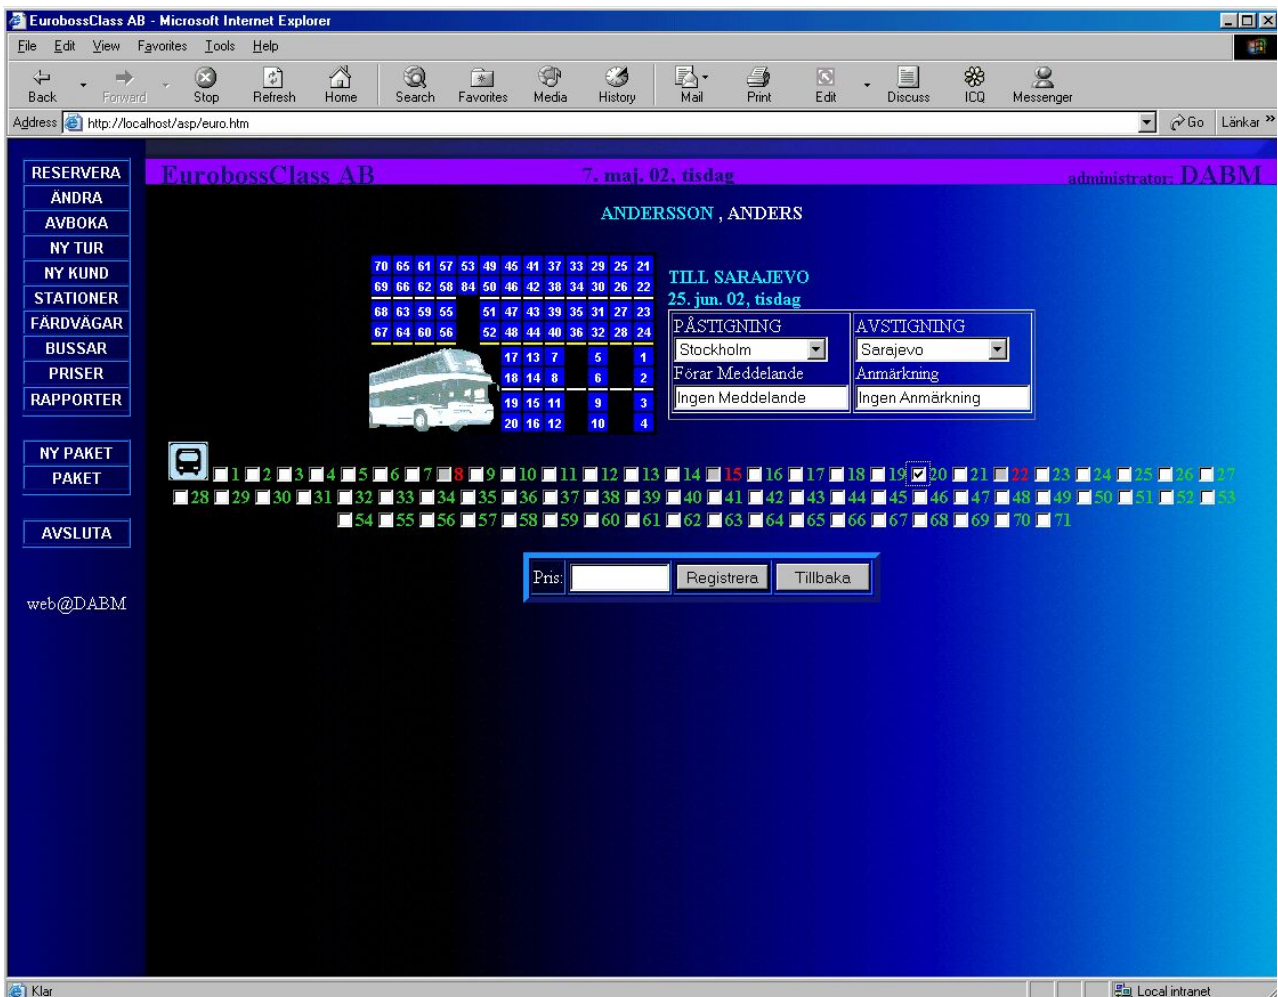 EurobossClass AB - Microsoft Internet Explorer
File Edit View Favorites Tools Help
Back Forward Stop Refresh Home Search Favorites Media History Mail Print Edit Discuss ICQ Messenger
Address http://localhost/asp/euro.htm Go Länkar »
RESERVERA
ÄNDRA
AVBOKA
NY TUR
NY KUND
STATIONER
FÄRDVÄGAR
BUSSAR
PRISER
RAPPORTER
NY PAKET
PAKET
AVSLUTA
web@DABM
EurobossClass AB 7. maj. 02, tisdag administrator: DABM
ANDERSSON , ANDERS
70 65 61 57 53 49 45 41 37 33 29 25 21
69 66 62 58 84 50 46 42 38 34 30 26 22
68 63 59 55 51 47 43 39 35 31 27 23
67 64 60 56 52 48 44 40 36 32 28 24
17 13 7 5 1
18 14 8 6 2
19 15 11 9 3
20 16 12 10 4
TILL SARAJEVO
25. jun. 02, tisdag
PÅSTIGNING AVSTIGNING
Stockholm Sarajevo
Förar Meddelande Anmärkning
Ingen Meddelande Ingen Anmärkning
1 2 3 4 5 6 7 8 9 10 11 12 13 14 15 16 17 18 19 20 21 22 23 24 25 26 27
28 29 30 31 32 33 34 35 36 37 38 39 40 41 42 43 44 45 46 47 48 49 50 51 52 53
54 55 56 57 58 59 60 61 62 63 64 65 66 67 68 69 70 71
Pris: Registrera Tillbaka
Klar Local intranet